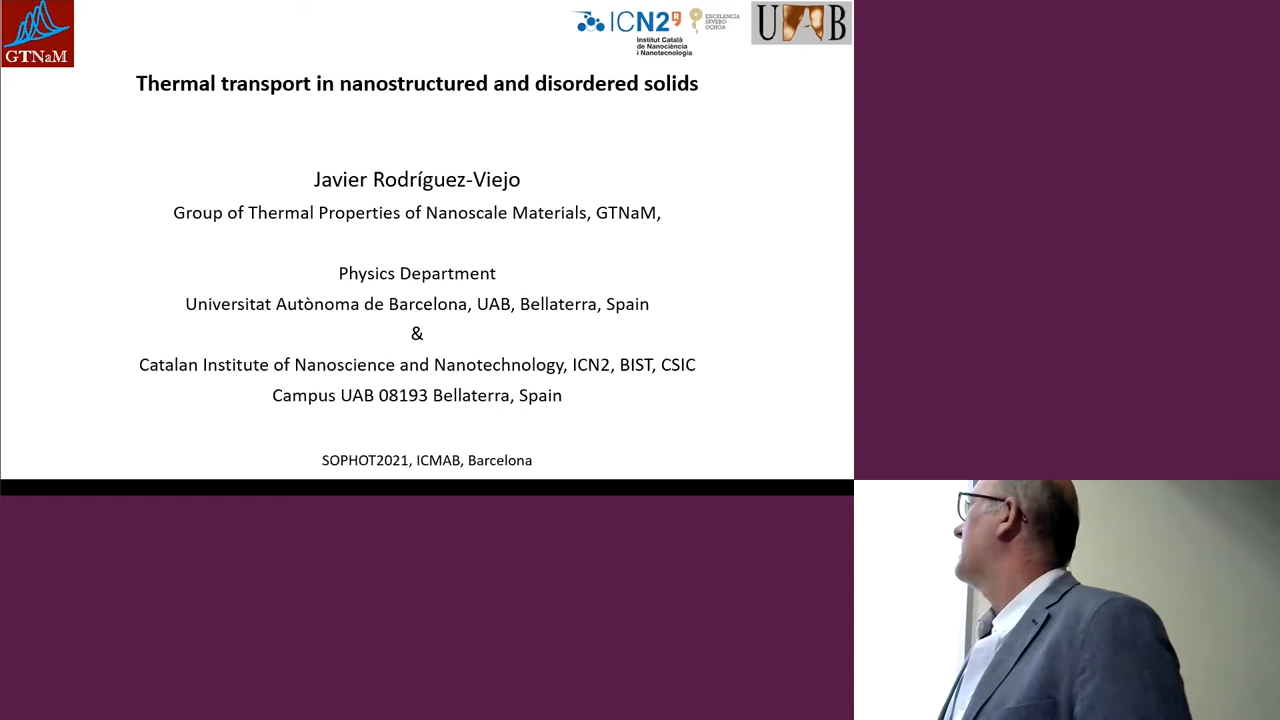 GTNaM
ICN2
Institut Català
de Nanociència
i Nanotecnologia
EXCELENCIA
SEVERO
OCHOA
UAB
Thermal transport in nanostructured and disordered solids
Javier Rodríguez-Viejo
Group of Thermal Properties of Nanoscale Materials, GTNaM,
Physics Department
Universitat Autònoma de Barcelona, UAB, Bellaterra, Spain
&
Catalan Institute of Nanoscience and Nanotechnology, ICN2, BIST, CSIC
Campus UAB 08193 Bellaterra, Spain
SOPHOT2021, ICMAB, Barcelona